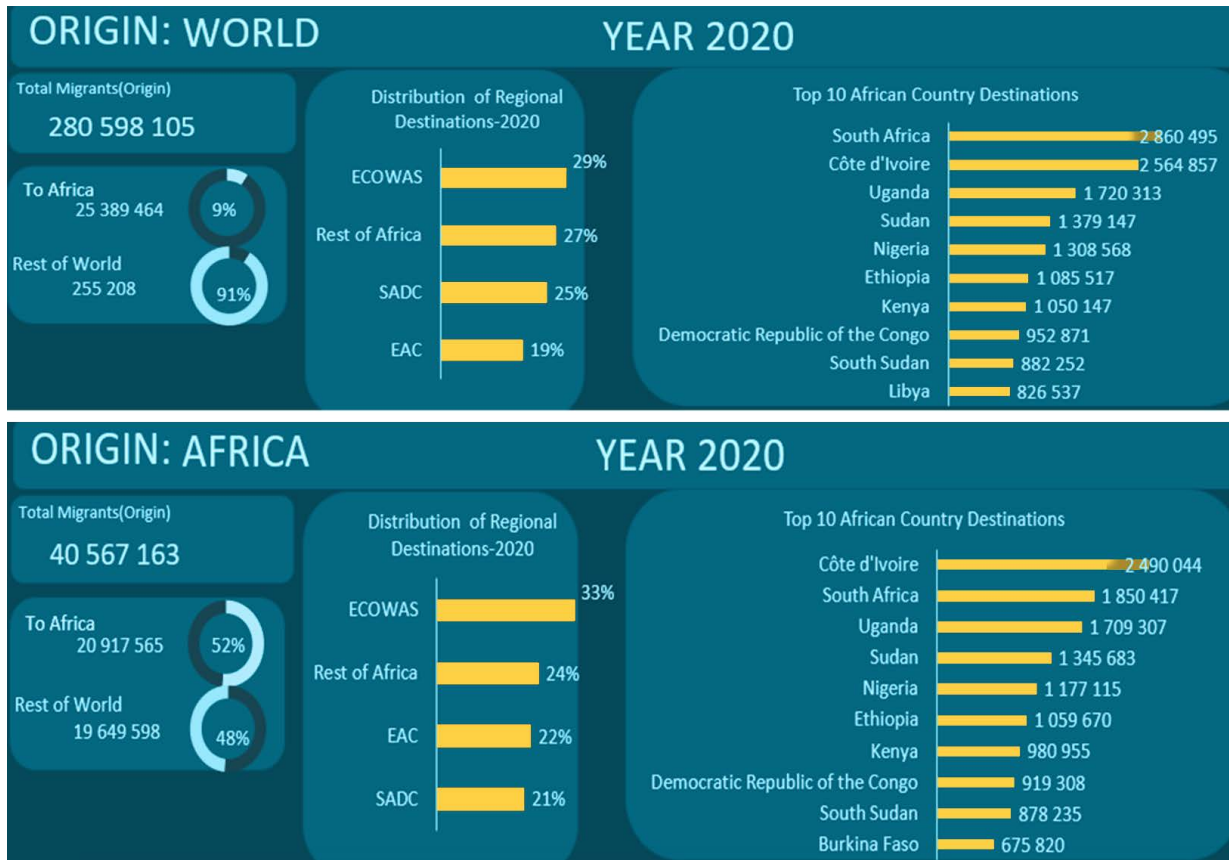 ORIGIN: WORLD
YEAR 2020
Total Migrants(Origin)
280 598 105
To Africa
25 389 464
9%
Rest of World
255 208
91%
Distribution of Regional
Destinations-2020
ECOWAS 29%
Rest of Africa 27%
SADC 25%
EAC 19%
Top 10 African Country Destinations
South Africa 2 860 495
Côte d'Ivoire 2 564 857
Uganda 1 720 313
Sudan 1 379 147
Nigeria 1 308 568
Ethiopia 1 085 517
Kenya 1 050 147
Democratic Republic of the Congo 952 871
South Sudan 882 252
Libya 826 537
ORIGIN: AFRICA
YEAR 2020
Total Migrants(Origin)
40 567 163
To Africa
20 917 565
52%
Rest of World
19 649 598
48%
Distribution of Regional
Destinations-2020
ECOWAS 33%
Rest of Africa 24%
EAC 22%
SADC 21%
Top 10 African Country Destinations
Côte d'Ivoire 2 490 044
South Africa 1 850 417
Uganda 1 709 307
Sudan 1 345 683
Nigeria 1 177 115
Ethiopia 1 059 670
Kenya 980 955
Democratic Republic of the Congo 919 308
South Sudan 878 235
Burkina Faso 675 820